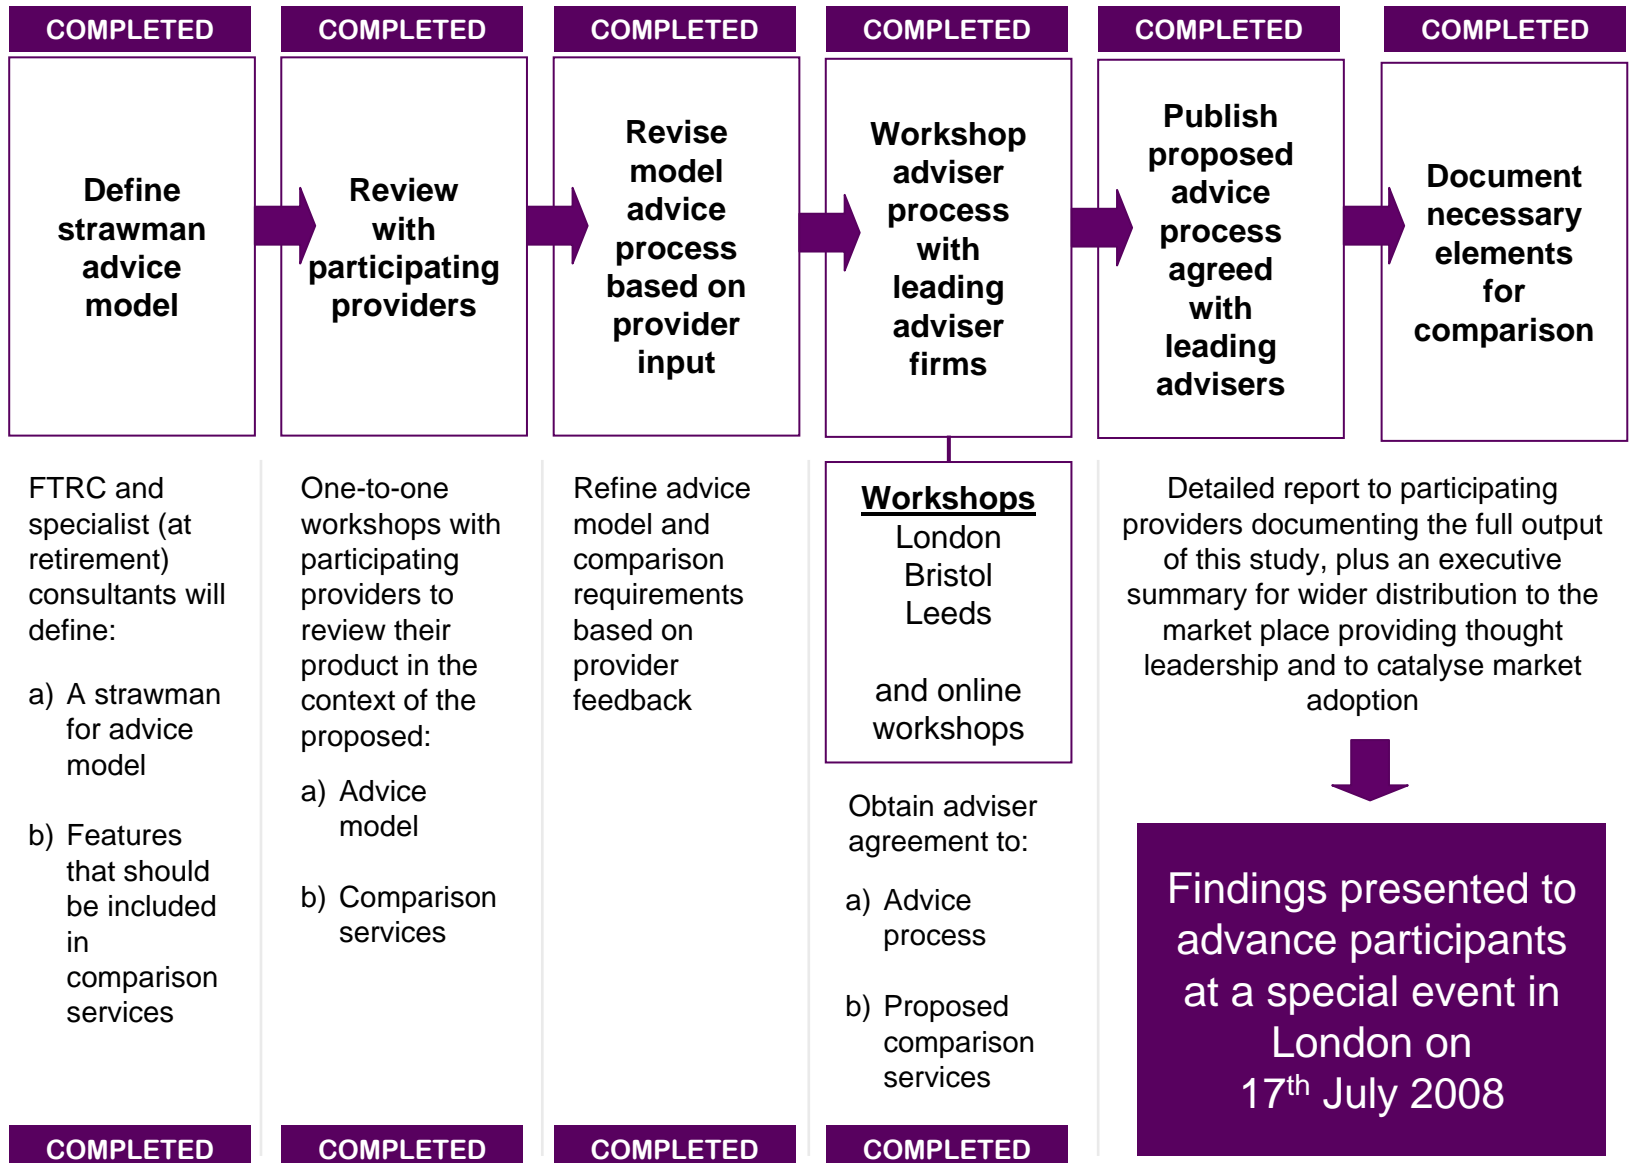 COMPLETED
COMPLETED
COMPLETED
COMPLETED
COMPLETED
COMPLETED
Define
strawman
advice
model
Review
with
participating
providers
Revise
model
advice
process
based on
provider
input
Workshop
adviser
process
with
leading
adviser
firms
Publish
proposed
advice
process
agreed
with
leading
advisers
Document
necessary
elements
for
comparison
FTRC and
specialist (at
retirement)
consultants will
define:
a) A strawman
for advice
model
b) Features
that should
be included
in
comparison
services
One-to-one
workshops with
participating
providers to
review their
product in the
context of the
proposed:
a) Advice
model
b) Comparison
services
Refine advice
model and
comparison
requirements
based on
provider
feedback
Workshops
London
Bristol
Leeds
and online
workshops
Obtain adviser
agreement to:
a) Advice
process
b) Proposed
comparison
services
Detailed report to participating
providers documenting the full output
of this study, plus an executive
summary for wider distribution to the
market place providing thought
leadership and to catalyse market
adoption
Findings presented to
advance participants
at a special event in
London on
17th July 2008
COMPLETED
COMPLETED
COMPLETED
COMPLETED